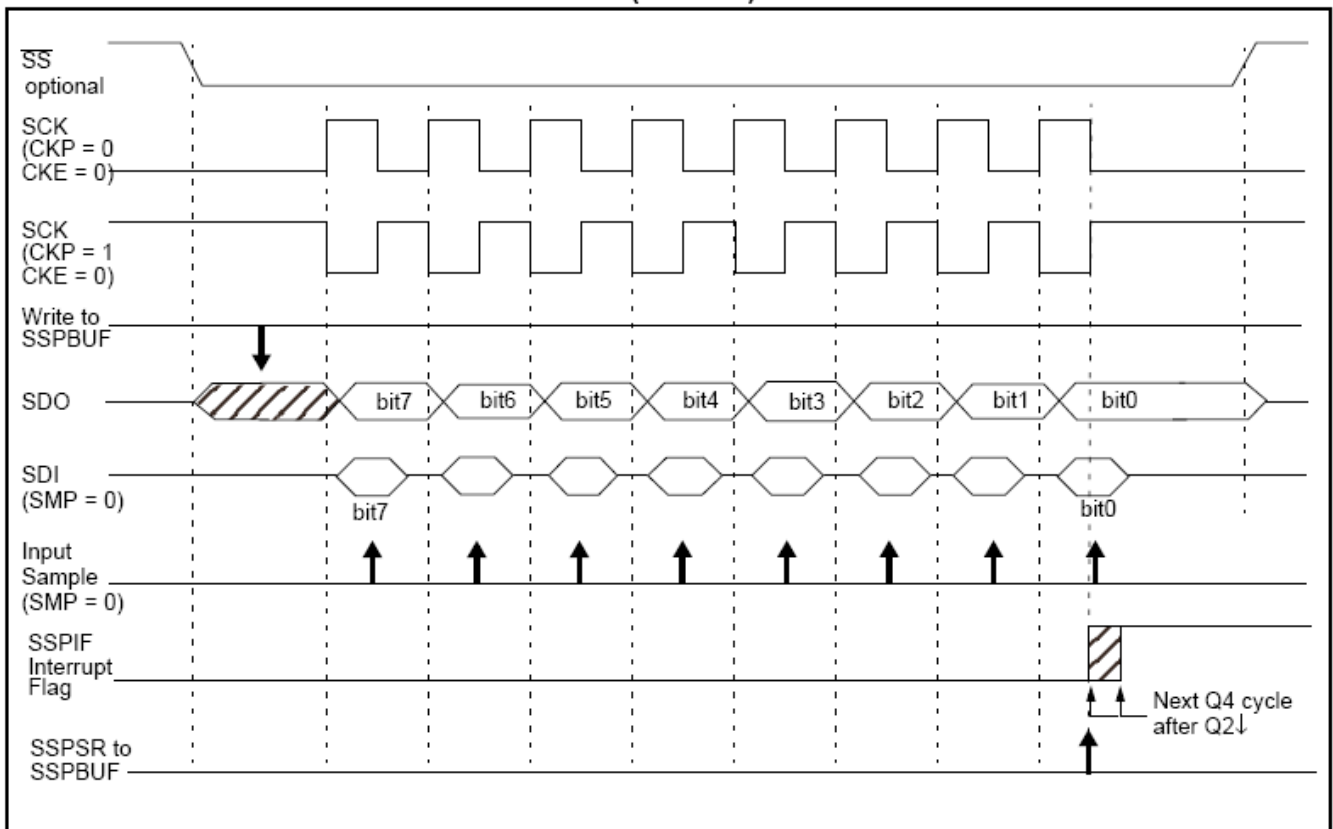 SS
optional
SCK
(CKP = 0
CKE = 0)
SCK
(CKP = 1
CKE = 0)
Write to
SSPBUF
SDO
bit7 bit6 bit5 bit4 bit3 bit2 bit1 bit0
SDI
(SMP = 0)
bit7 bit0
Input
Sample
(SMP = 0)
SSPIF
Interrupt
Flag
Next Q4 cycle
after Q2↓
SSPSR to
SSPBUF